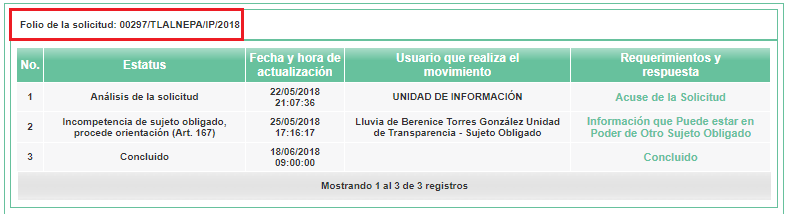 Folio de la solicitud: 00297/TLALNEPA/IP/2018
No. Estatus Fecha y hora de actualización Usuario que realiza el movimiento Requerimientos y respuesta
1 Análisis de la solicitud 22/05/2018 21:07:36 UNIDAD DE INFORMACIÓN Acuse de la Solicitud
2 Incompetencia de sujeto obligado, procede orientación (Art. 167) 25/05/2018 17:16:17 Lluvia de Berenice Torres González Unidad de Transparencia - Sujeto Obligado Información que Puede estar en Poder de Otro Sujeto Obligado
3 Concluido 18/06/2018 09:00:00 Concluido
Mostrando 1 al 3 de 3 registros